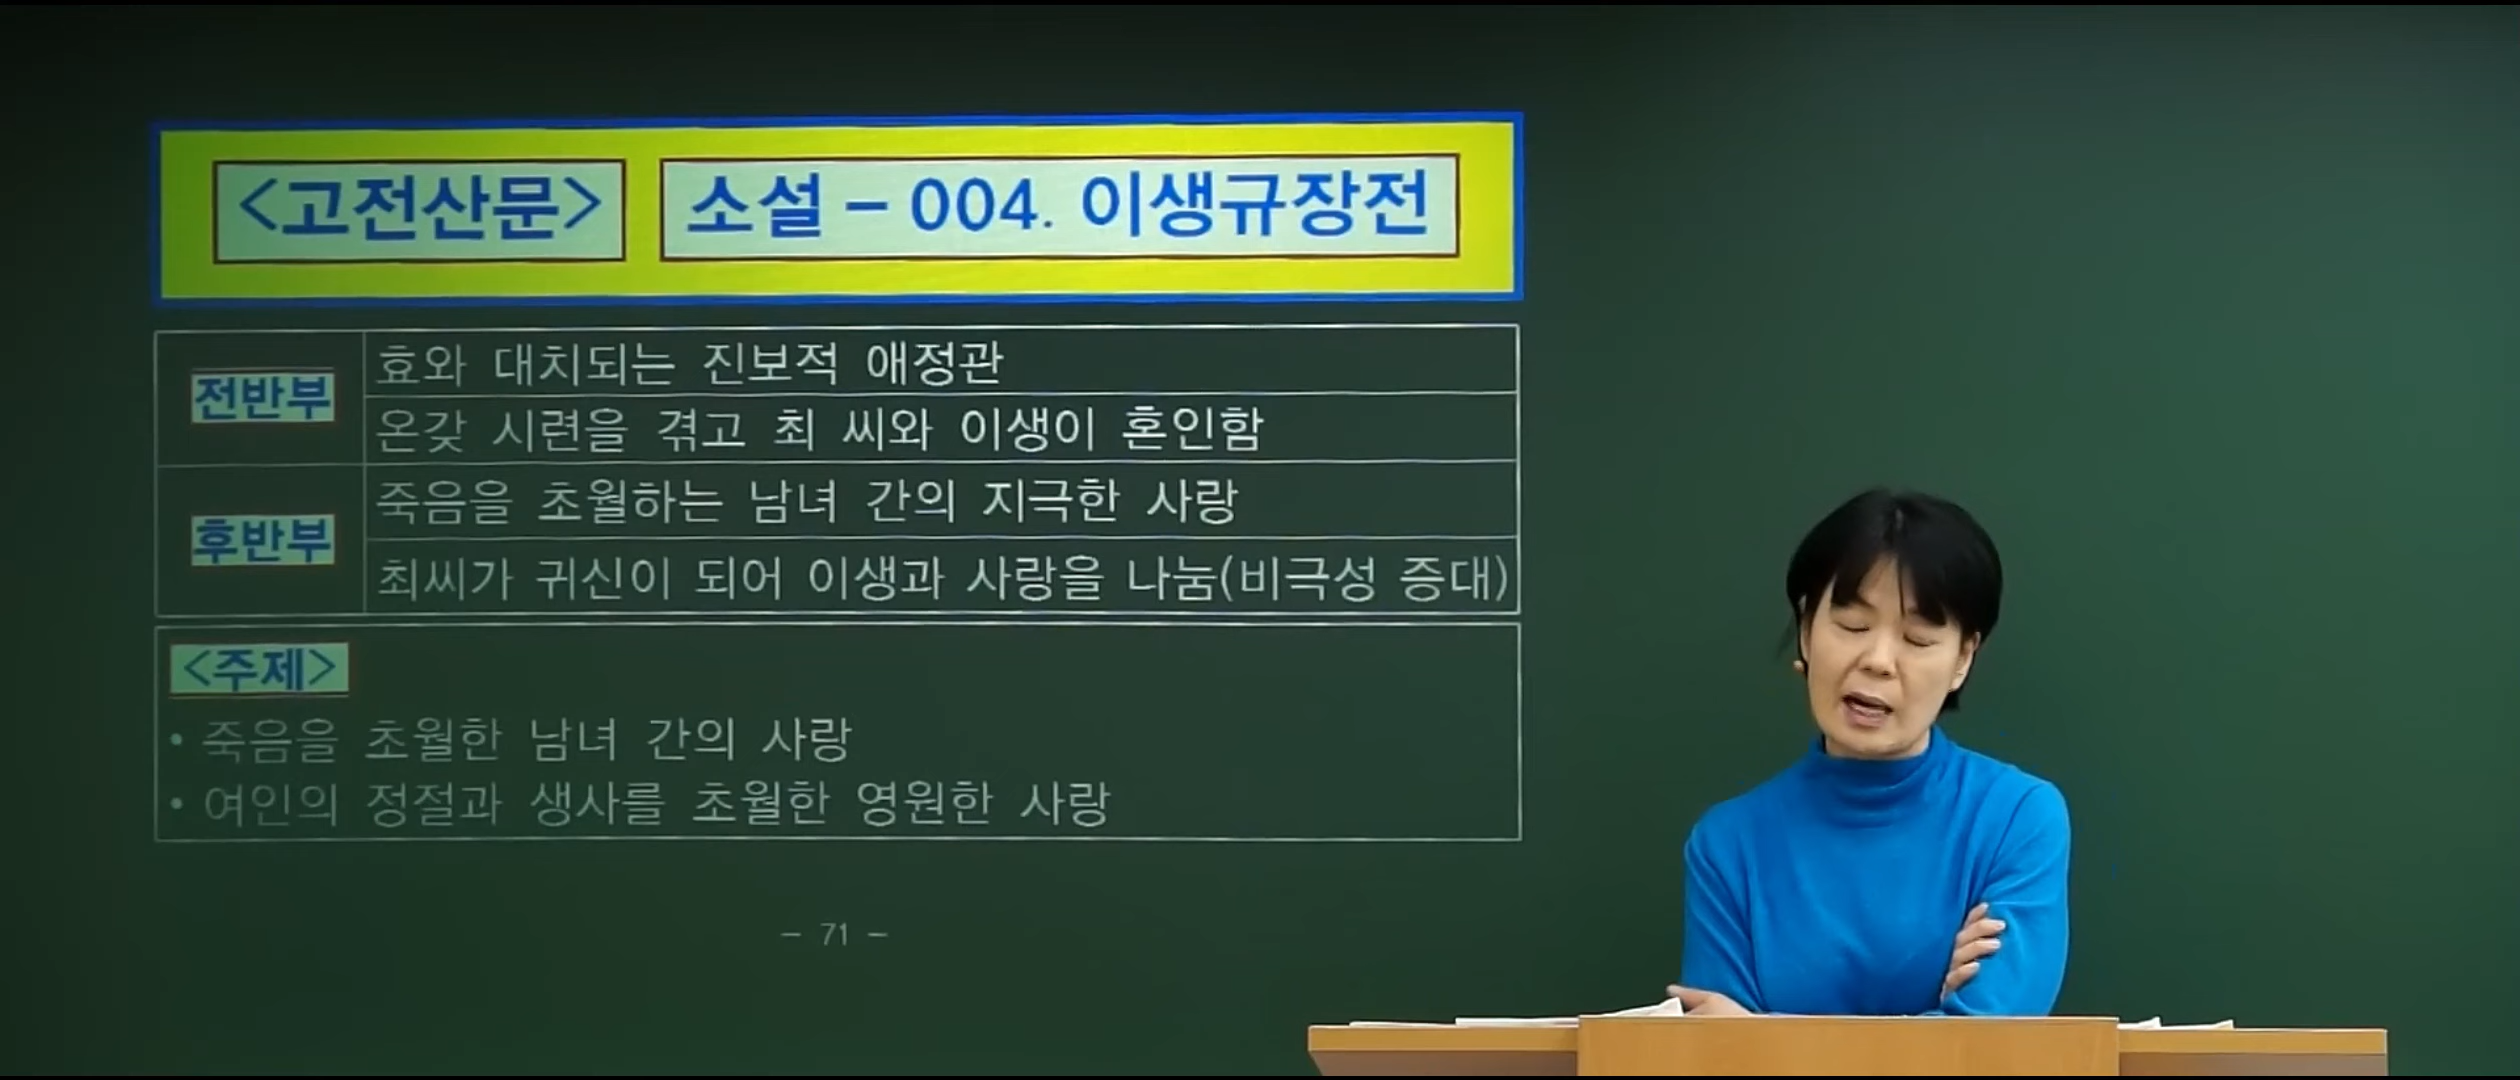 <고전산문> 소설 - 004. 이생규장전
전반부
효와 대치되는 진보적 애정관
온갖 시련을 겪고 최 씨와 이생이 혼인함
후반부
죽음을 초월하는 남녀 간의 지극한 사랑
최씨가 귀신이 되어 이생과 사랑을 나눔(비극성 증대)
<주제>
• 죽음을 초월한 남녀 간의 사랑
• 여인의 정절과 생사를 초월한 영원한 사랑
- 71 -